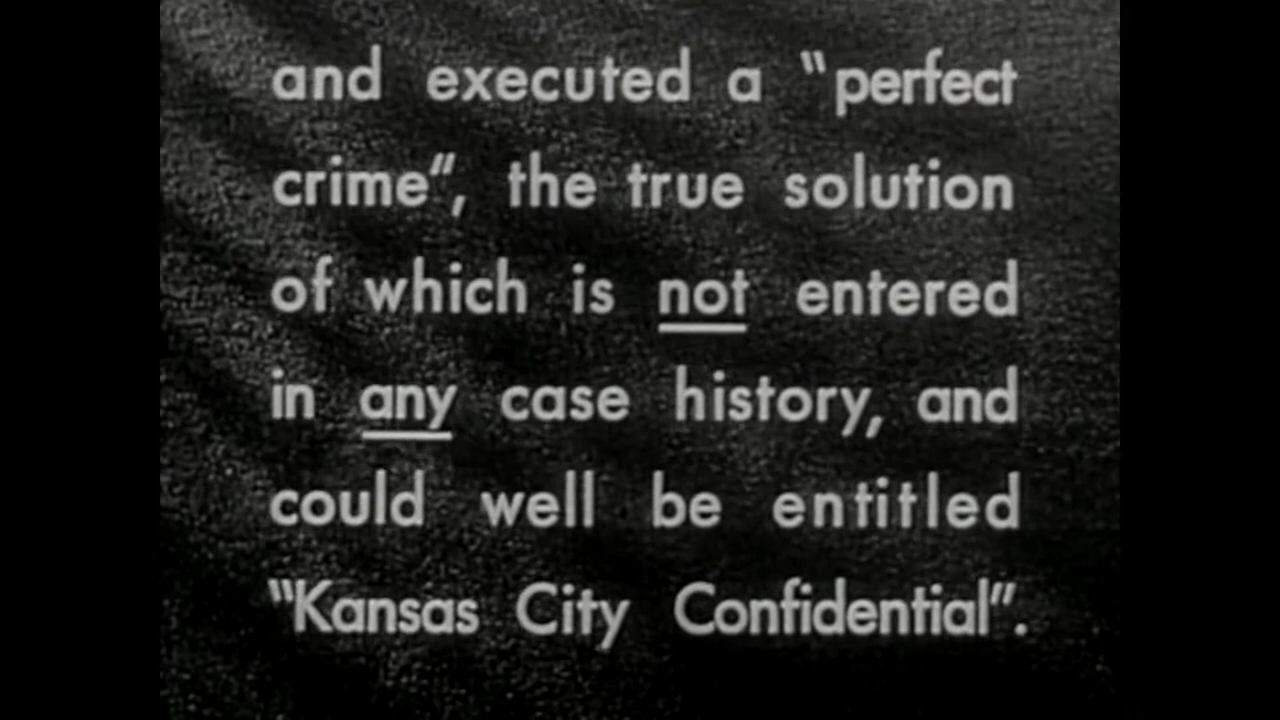 and executed a "perfect
crime", the true solution
of which is not entered
in any case history, and
could well be entitled
"Kansas City Confidential".